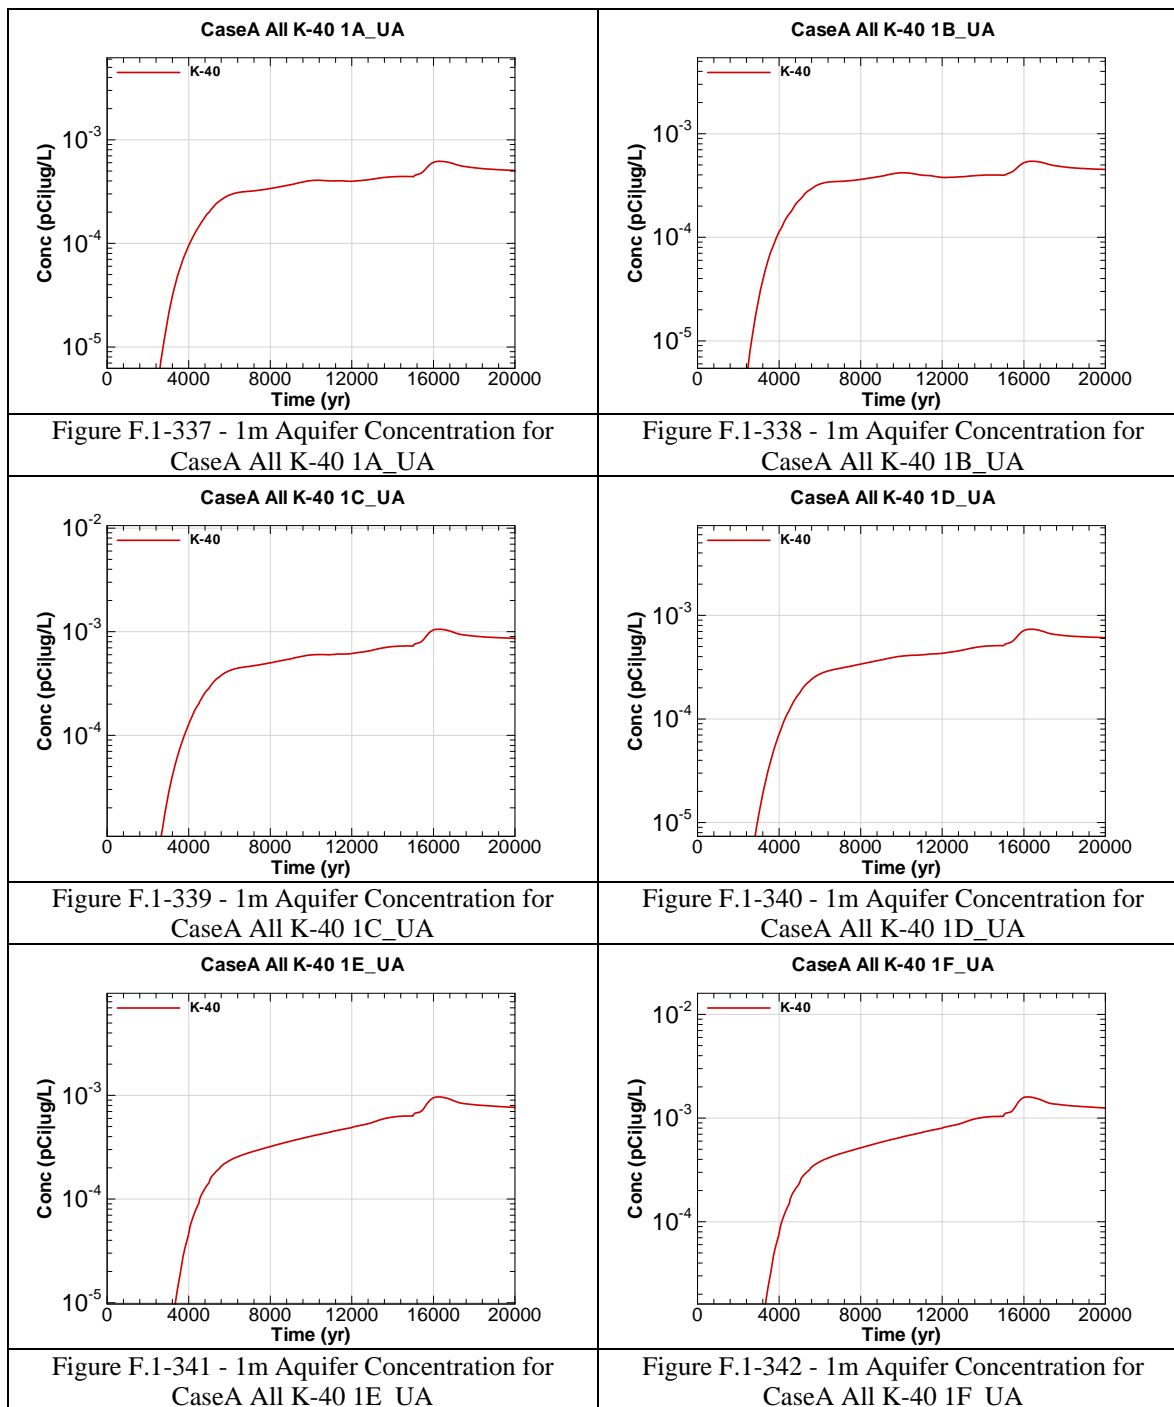 CaseA All K-40 1A_UA
K-40
Conc (pCi|ug/L)
10-3
10-4
10-5
0 4000 8000 12000 16000 20000
Time (yr)
Figure F.1-337 - 1m Aquifer Concentration for
CaseA All K-40 1A_UA
CaseA All K-40 1B_UA
K-40
Conc (pCi|ug/L)
10-3
10-4
10-5
0 4000 8000 12000 16000 20000
Time (yr)
Figure F.1-338 - 1m Aquifer Concentration for
CaseA All K-40 1B_UA
CaseA All K-40 1C_UA
K-40
Conc (pCi|ug/L)
10-2
10-3
10-4
0 4000 8000 12000 16000 20000
Time (yr)
Figure F.1-339 - 1m Aquifer Concentration for
CaseA All K-40 1C_UA
CaseA All K-40 1D_UA
K-40
Conc (pCi|ug/L)
10-3
10-4
10-5
0 4000 8000 12000 16000 20000
Time (yr)
Figure F.1-340 - 1m Aquifer Concentration for
CaseA All K-40 1D_UA
CaseA All K-40 1E_UA
K-40
Conc (pCi|ug/L)
10-3
10-4
10-5
0 4000 8000 12000 16000 20000
Time (yr)
Figure F.1-341 - 1m Aquifer Concentration for
CaseA All K-40 1E_UA
CaseA All K-40 1F_UA
K-40
Conc (pCi|ug/L)
10-2
10-3
10-4
0 4000 8000 12000 16000 20000
Time (yr)
Figure F.1-342 - 1m Aquifer Concentration for
CaseA All K-40 1F_UA